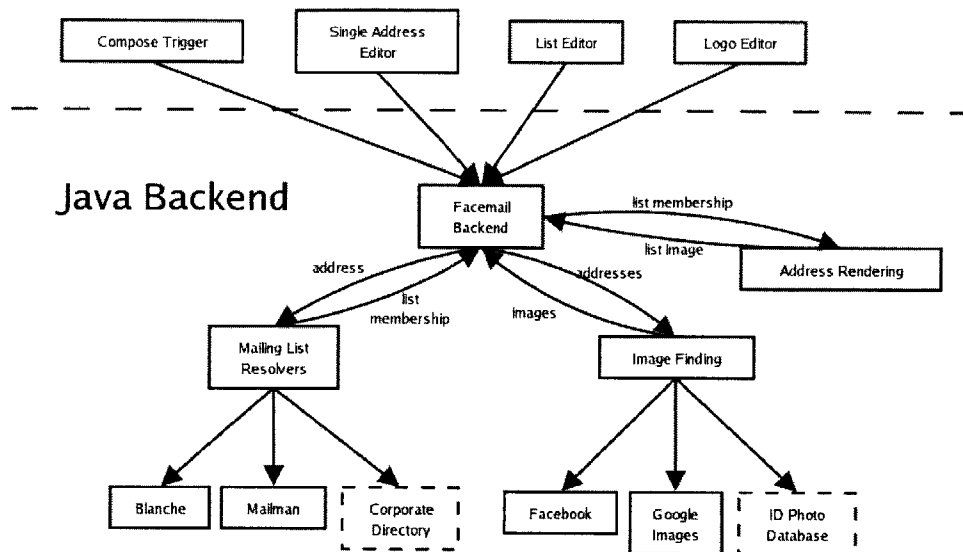 Compose Trigger
Single Address
Editor
List Editor
Logo Editor
Java Backend
Facemail
Backend
list membership
list image
Address Rendering
address
list
membership
addresses
images
Mailing List
Resolvers
Image Finding
Blanche
Mailman
Corporate
Directory
Facebook
Google
Images
ID Photo
Database